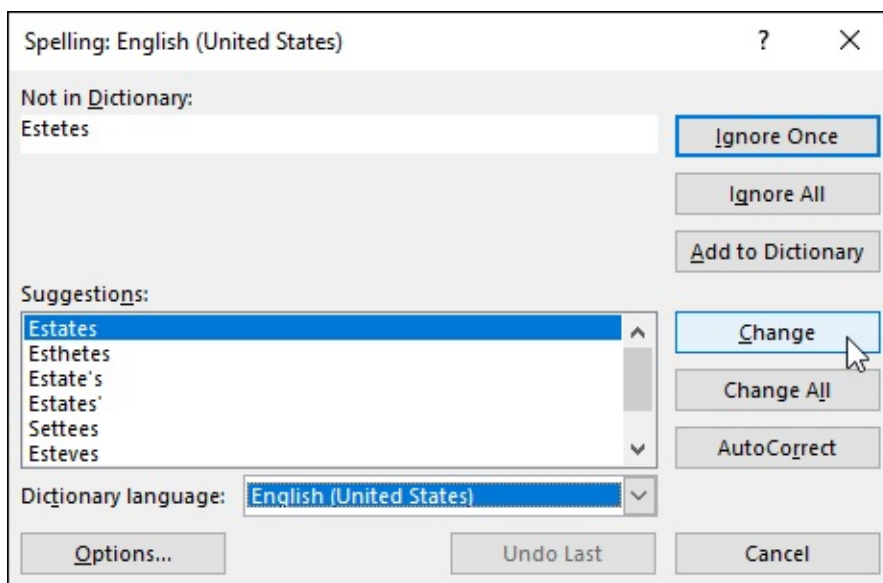 Spelling: English (United States)
?
Not in Dictionary:
Estetes
Ignore Once
Ignore All
Add to Dictionary
Suggestions:
Estates
Esthetes
Estate's
Estates'
Settees
Esteves
Change
Change All
AutoCorrect
Dictionary language: English (United States)
Options... Undo Last Cancel